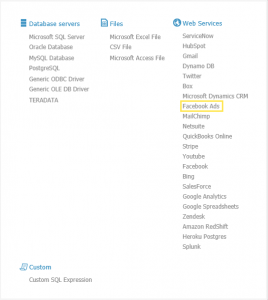 Database servers
Microsoft SQL Server
Oracle Database
MySQL Database
PostgreSQL
Generic ODBC Driver
Generic OLE DB Driver
TERADATA
Files
Microsoft Excel File
CSV File
Microsoft Access File
Web Services
ServiceNow
HubSpot
Gmail
Dynamo DB
Twitter
Box
Microsoft Dynamics CRM
Facebook Ads
MailChimp
Netsuite
QuickBooks Online
Stripe
Youtube
Facebook
Bing
SalesForce
Google Analytics
Google Spreadsheets
Zendesk
Amazon RedShift
Heroku Postgres
Splunk
Custom
Custom SQL Expression